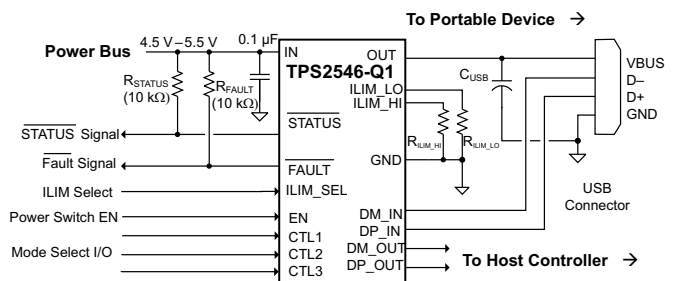 To Portable Device →
Power Bus
4.5 V–5.5 V
0.1 µF
IN
OUT
TPS2546-Q1
VBUS
D–
D+
GND
RSTATUS
(10 kΩ)
RFAULT
(10 kΩ)
ILIM_LO
ILIM_HI
CUSB
STATUS
STATUS Signal
RILIM_HI
RILIM_LO
Fault Signal
FAULT
GND
ILIM Select
ILIM_SEL
USB
Connector
Power Switch EN
EN
DM_IN
CTL1
DP_IN
Mode Select I/O
CTL2
DM_OUT
CTL3
DP_OUT
To Host Controller →